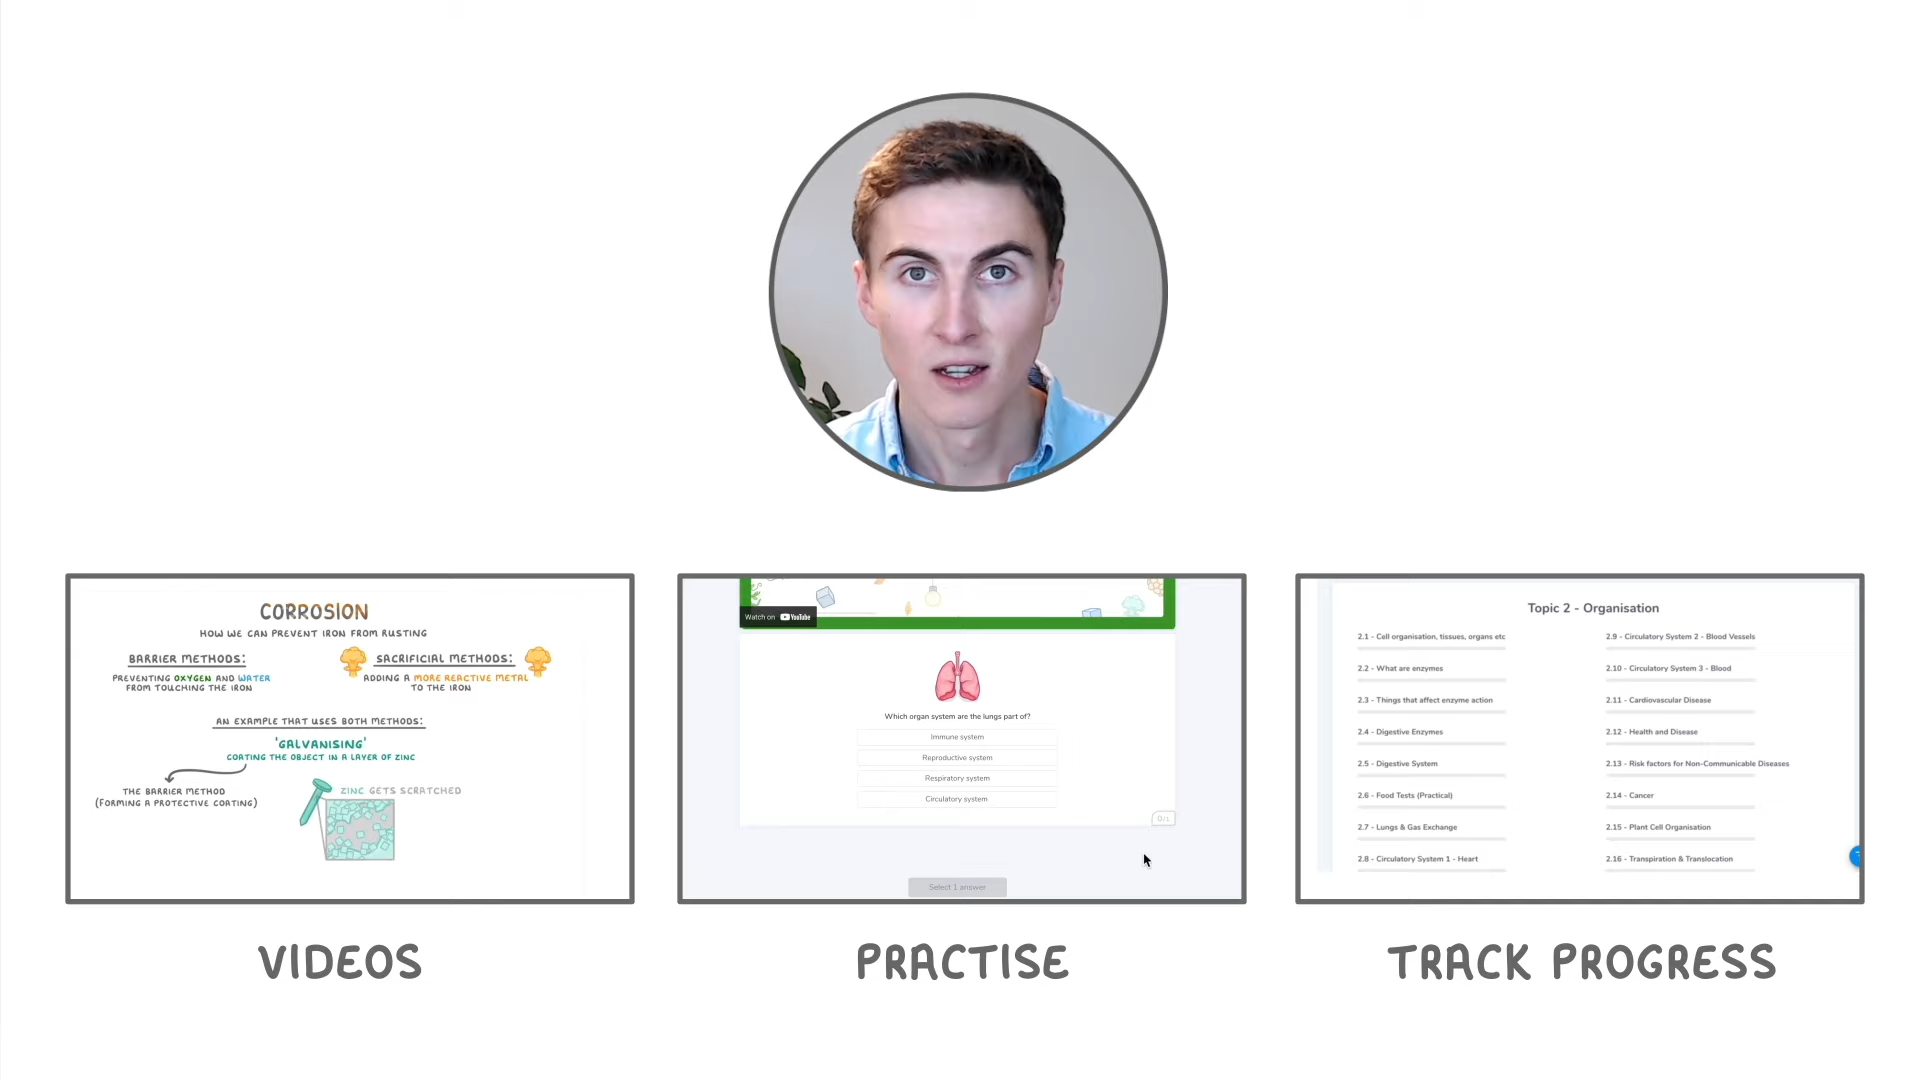 CORROSION
HOW WE CAN PREVENT IRON FROM RUSTING
BARRIER METHODS:
PREVENTING OXYGEN AND WATER
FROM TOUCHING THE IRON
SACRIFICIAL METHODS:
ADDING A MORE REACTIVE METAL
TO THE IRON
AN EXAMPLE THAT USES BOTH METHODS:
'GALVANISING'
COATING THE OBJECT IN A LAYER OF ZINC
THE BARRIER METHOD
(FORMING A PROTECTIVE COATING)
ZINC GETS SCRATCHED
VIDEOS
Watch on YouTube
Which organ system are the lungs part of?
Immune system
Reproductive system
Respiratory system
Circulatory system
0/1
Select 1 answer
PRACTISE
Topic 2 - Organisation
2.1 - Cell organisation, tissues, organs etc
2.2 - What are enzymes
2.3 - Things that affect enzyme action
2.4 - Digestive Enzymes
2.5 - Digestive System
2.6 - Food Tests (Practical)
2.7 - Lungs & Gas Exchange
2.8 - Circulatory System 1 - Heart
2.9 - Circulatory System 2 - Blood Vessels
2.10 - Circulatory System 3 - Blood
2.11 - Cardiovascular Disease
2.12 - Health and Disease
2.13 - Risk factors for Non-Communicable Diseases
2.14 - Cancer
2.15 - Plant Cell Organisation
2.16 - Transpiration & Translocation
TRACK PROGRESS